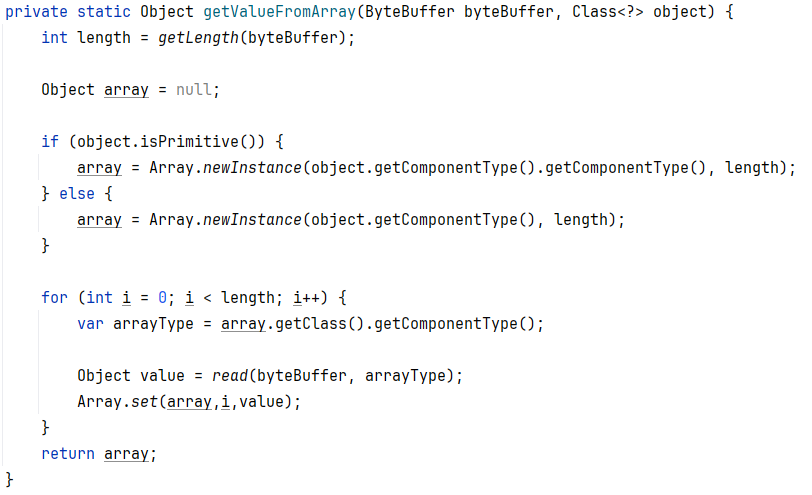 private static Object getValueFromArray(ByteBuffer byteBuffer, Class<?> object) {
    int length = getLength(byteBuffer);

    Object array = null;

    if (object.isPrimitive()) {
        array = Array.newInstance(object.getComponentType().getComponentType(), length);
    } else {
        array = Array.newInstance(object.getComponentType(), length);
    }

    for (int i = 0; i < length; i++) {
        var arrayType = array.getClass().getComponentType();

        Object value = read(byteBuffer, arrayType);
        Array.set(array,i,value);
    }
    return array;
}